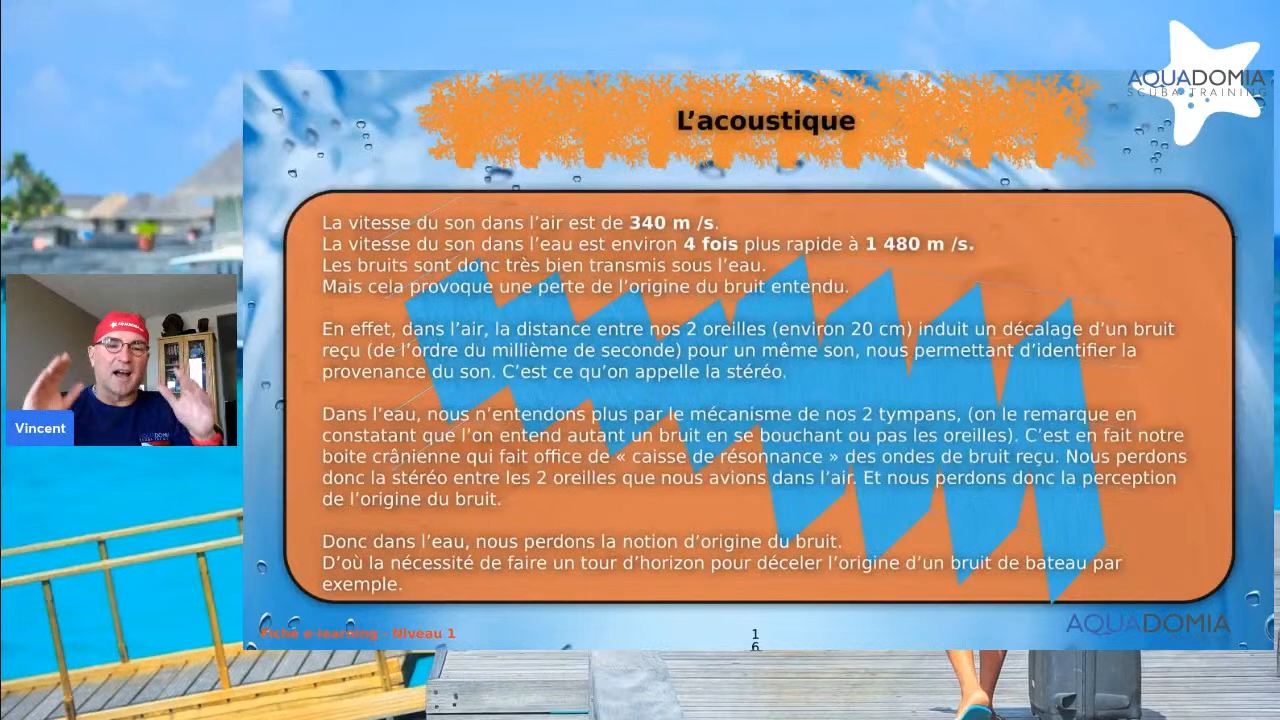 AQUADOMIA
SCUBA TRAINING
L’acoustique
La vitesse du son dans l’air est de 340 m /s.
La vitesse du son dans l’eau est environ 4 fois plus rapide à 1 480 m /s.
Les bruits sont donc très bien transmis sous l’eau.
Mais cela provoque une perte de l’origine du bruit entendu.
En effet, dans l’air, la distance entre nos 2 oreilles (environ 20 cm) induit un décalage d’un bruit
reçu (de l’ordre du millième de seconde) pour un même son, nous permettant d’identifier la
provenance du son. C’est ce qu’on appelle la stéréo.
Dans l’eau, nous n’entendons plus par le mécanisme de nos 2 tympans, (on le remarque en
constatant que l’on entend autant un bruit en se bouchant ou pas les oreilles). C’est en fait notre
boite crânienne qui fait office de « caisse de résonnance » des ondes de bruit reçu. Nous perdons
donc la stéréo entre les 2 oreilles que nous avions dans l’air. Et nous perdons donc la perception
de l’origine du bruit.
Donc dans l’eau, nous perdons la notion d’origine du bruit.
D’où la nécessité de faire un tour d’horizon pour déceler l’origine d’un bruit de bateau par
exemple.
Vincent
Fiche e-learning - Niveau 1
1
6
AQUADOMIA